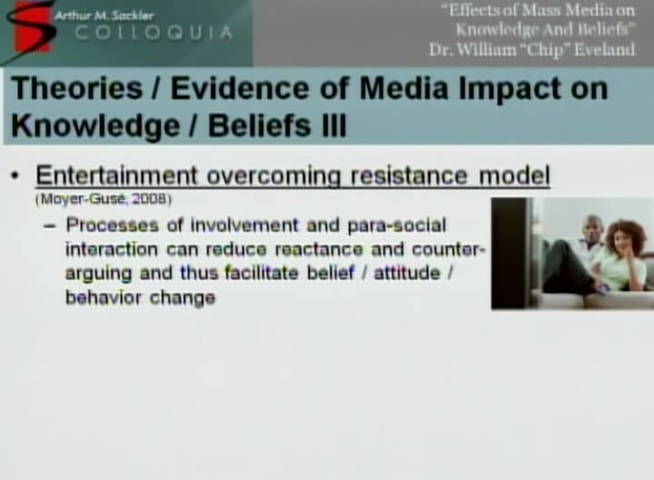 Arthur M. Sackler
COLLOQUIA
"Effects of Mass Media on
Knowledge And Beliefs"
Dr. William "Chip" Eveland
Theories / Evidence of Media Impact on
Knowledge / Beliefs III
• Entertainment overcoming resistance model
(Moyer-Guse, 2008)
– Processes of involvement and para-social
interaction can reduce reactance and counter-
arguing and thus facilitate belief / attitude /
behavior change